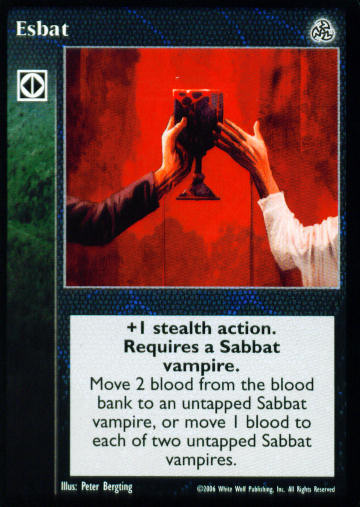 Esbat
+1 stealth action.
Requires a Sabbat
vampire.
Move 2 blood from the blood
bank to an untapped Sabbat
vampire, or move 1 blood to
each of two untapped Sabbat
vampires.
Illus: Peter Bergting
©2006 White Wolf Publishing, Inc. All Rights Reserved